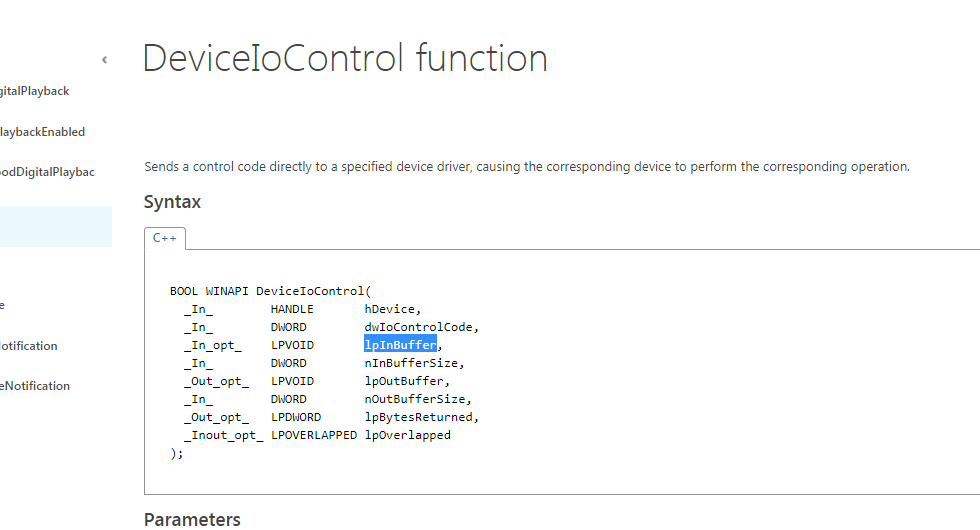 DeviceIoControl function
gitalPlayback
laybackEnabled
oodDigitalPlaybac
Sends a control code directly to a specified device driver, causing the corresponding device to perform the corresponding operation.
Syntax
C++
BOOL WINAPI DeviceIoControl(
_In_ HANDLE hDevice,
_In_ DWORD dwIoControlCode,
_In_opt_ LPVOID lpInBuffer,
_In_ DWORD nInBufferSize,
_Out_opt_ LPVOID lpOutBuffer,
_In_ DWORD nOutBufferSize,
_Out_opt_ LPDWORD lpBytesReturned,
_Inout_opt_ LPOVERLAPPED lpOverlapped
);
e
otification
eNotification
Parameters